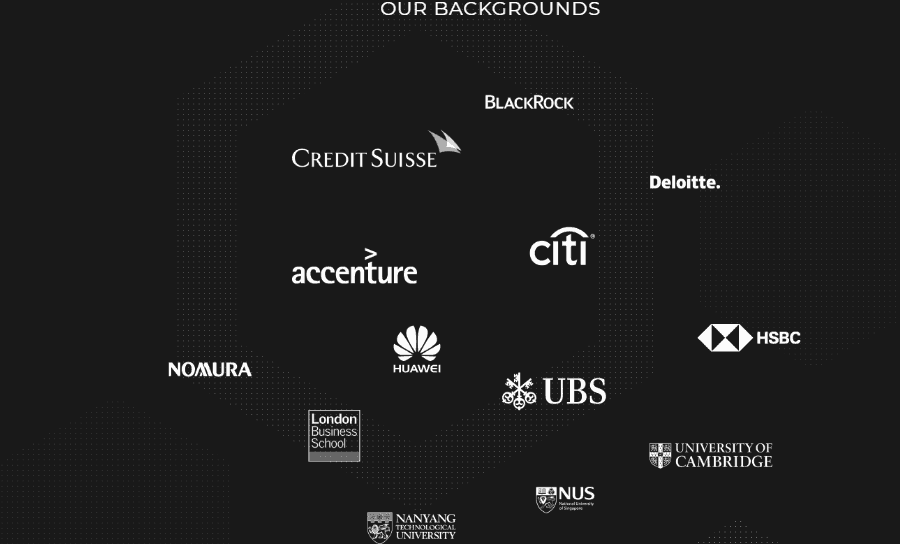 OUR BACKGROUNDS
BLACKROCK
CREDIT SUISSE
Deloitte.
citi
>
accenture
HSBC
HUAWEI
NOMURA
UBS
London
Business
School
UNIVERSITY OF
CAMBRIDGE
NUS
National University
of Singapore
NANYANG
TECHNOLOGICAL
UNIVERSITY